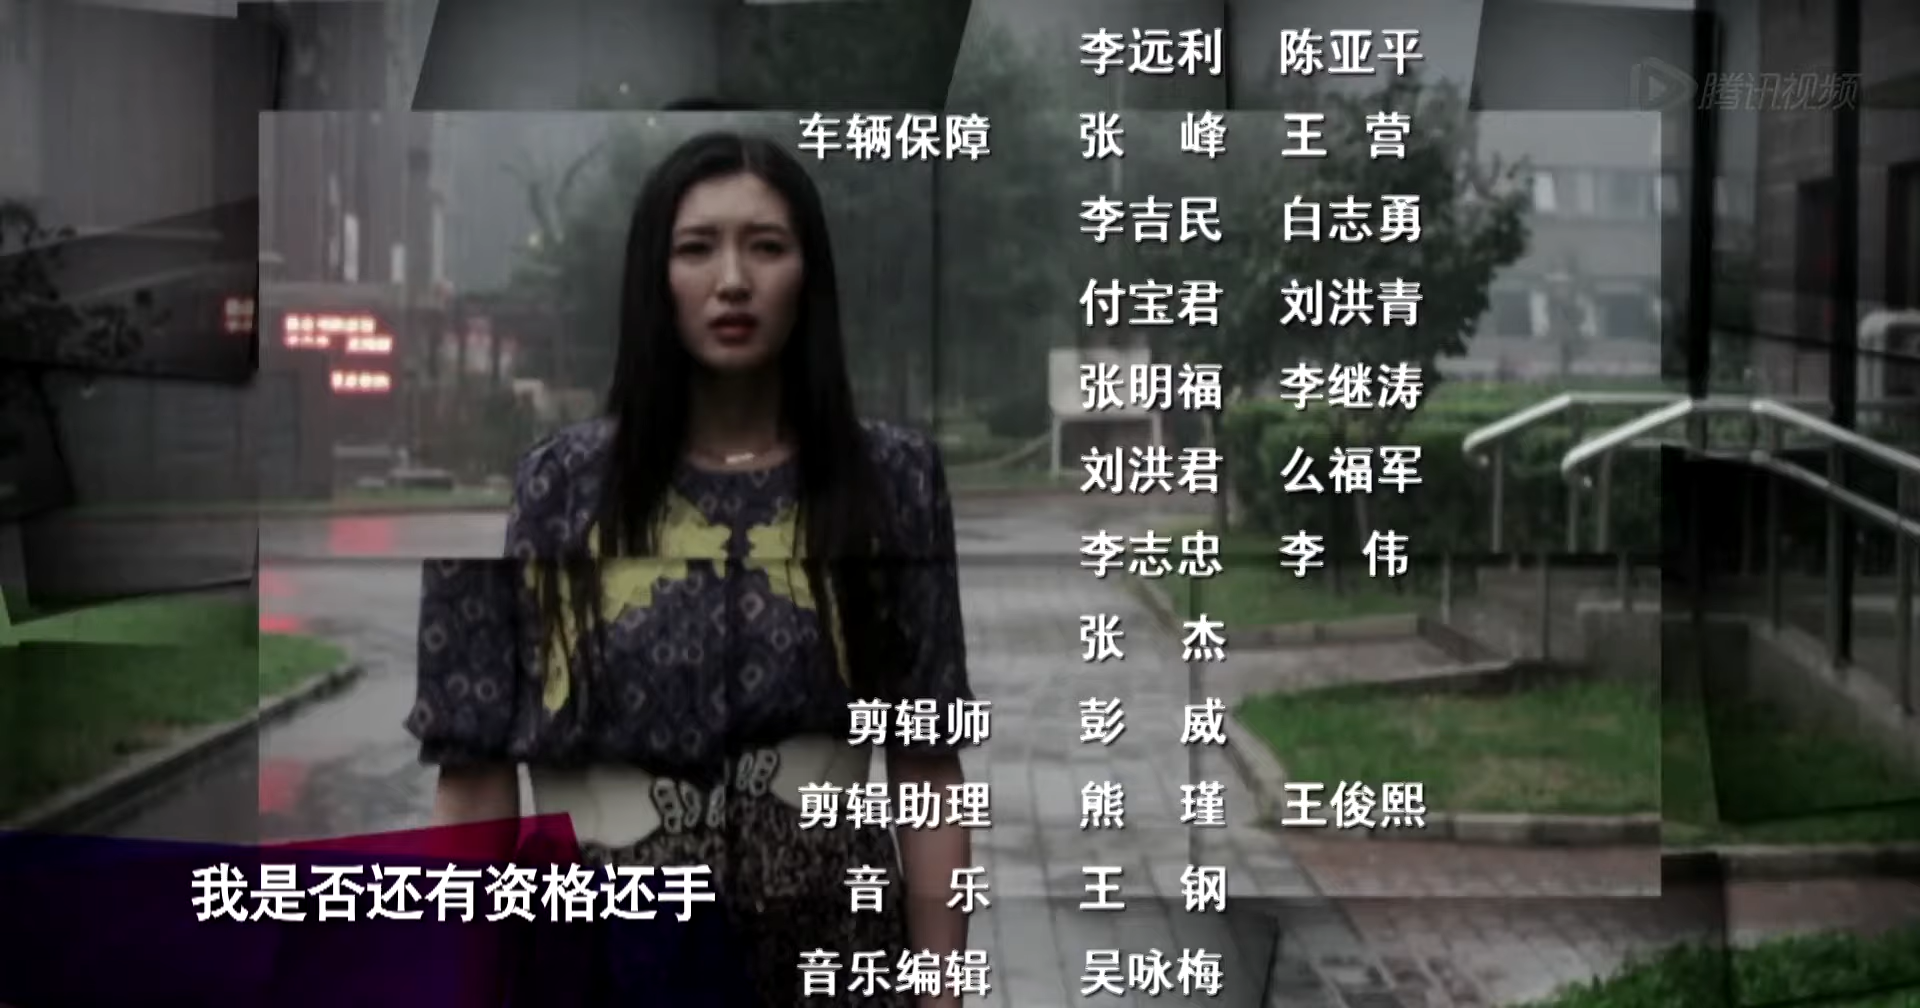 李远利 陈亚平
腾讯视频
车辆保障 张峰 王营
李吉民 白志勇
付宝君 刘洪青
张明福 李继涛
刘洪君 么福军
李志忠 李伟
张杰
剪辑师 彭威
剪辑助理 熊瑾 王俊熙
我是否还有资格还手
音乐 王钢
音乐编辑 吴咏梅